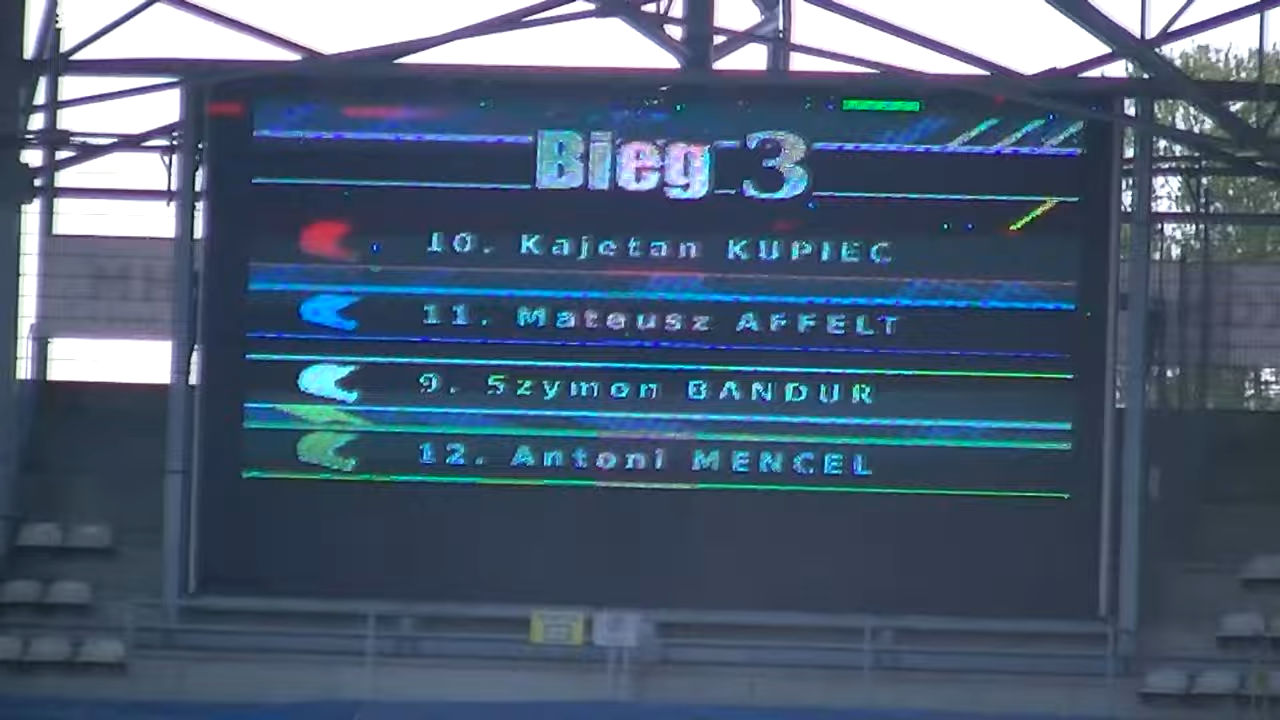 Bieg 3
10. Kajetan KUPIEC
11. Mateusz AFFELT
9. Szymon BANDUR
12. Antoni MENCEL